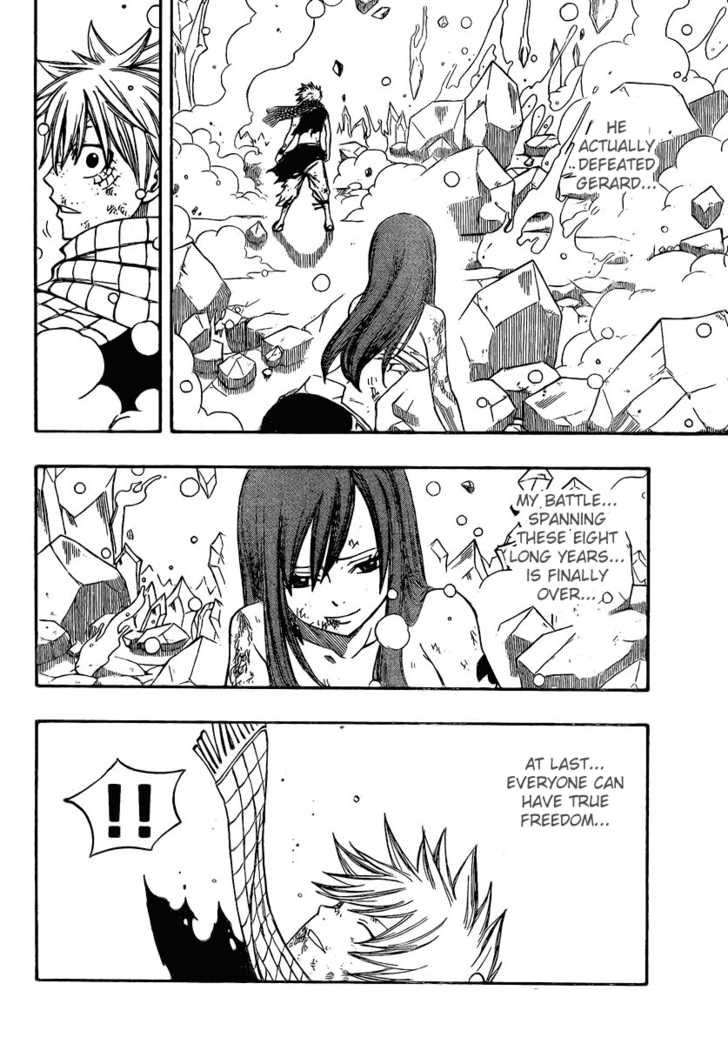 HE
ACTUALLY
DEFEATED
GERARD...
MY BATTLE...
SPANNING
THESE EIGHT
LONG YEARS...
...IS FINALLY
OVER...
!!
AT LAST...
EVERYONE CAN
HAVE TRUE
FREEDOM...